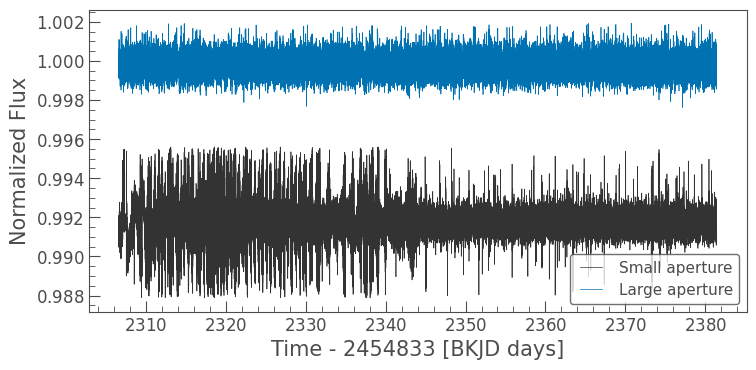 1.002
1.000
0.998
0.996
0.994
0.992
0.990
0.988
Normalized Flux
Small aperture
Large aperture
2310 2320 2330 2340 2350 2360 2370 2380
Time - 2454833 [BKJD days]